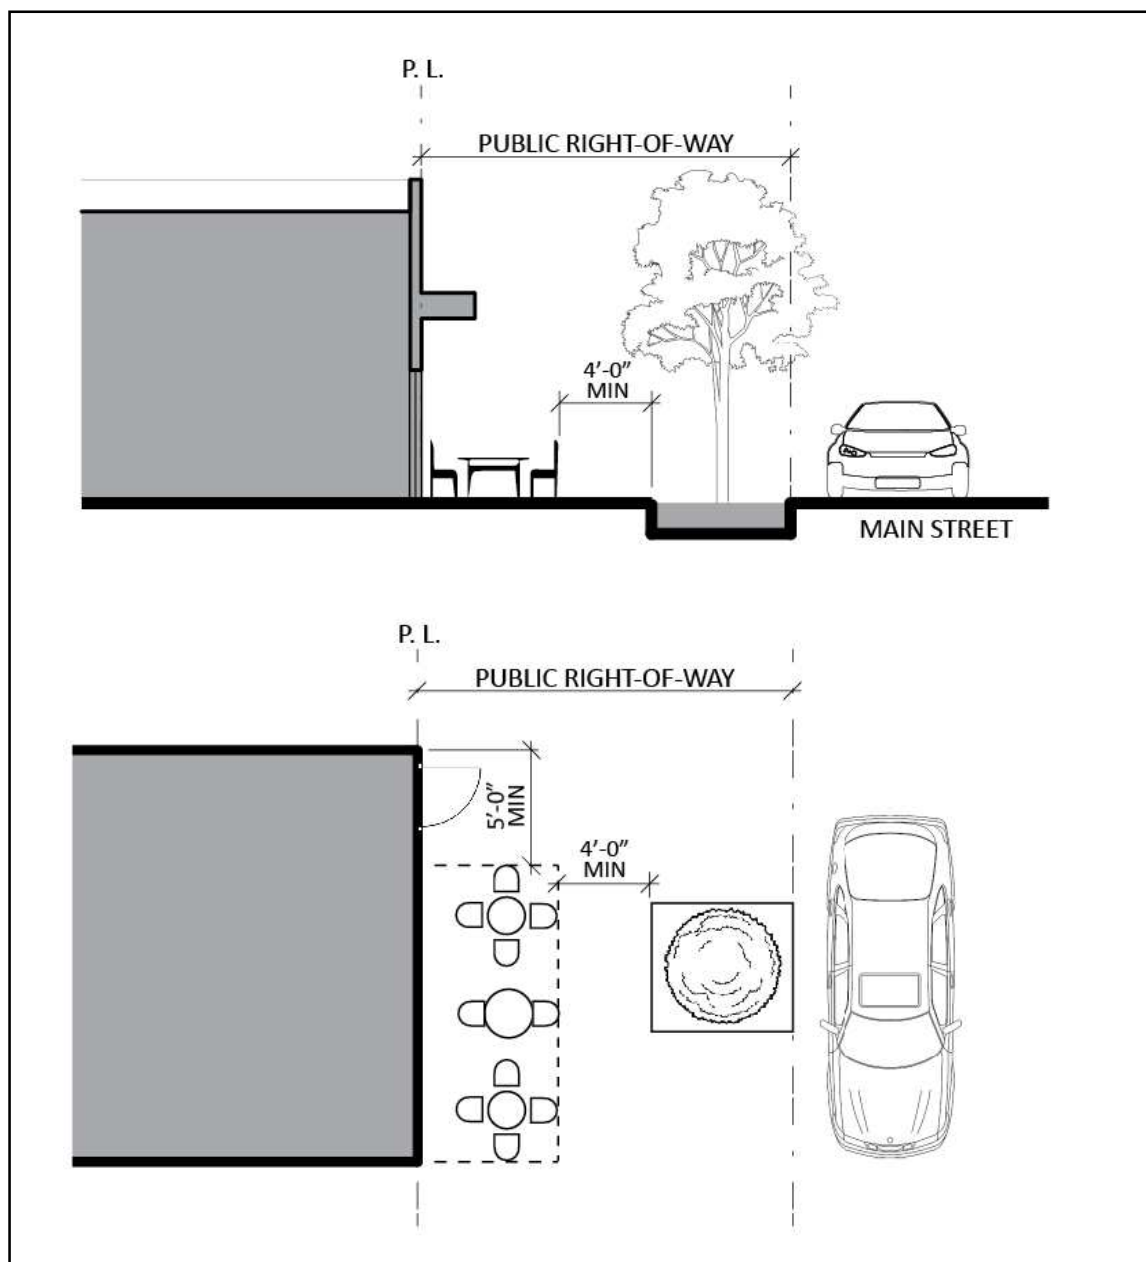 P. L.
PUBLIC RIGHT-OF-WAY
4’-0”
MIN
MAIN STREET
P. L.
PUBLIC RIGHT-OF-WAY
5’-0”
MIN
4’-0”
MIN